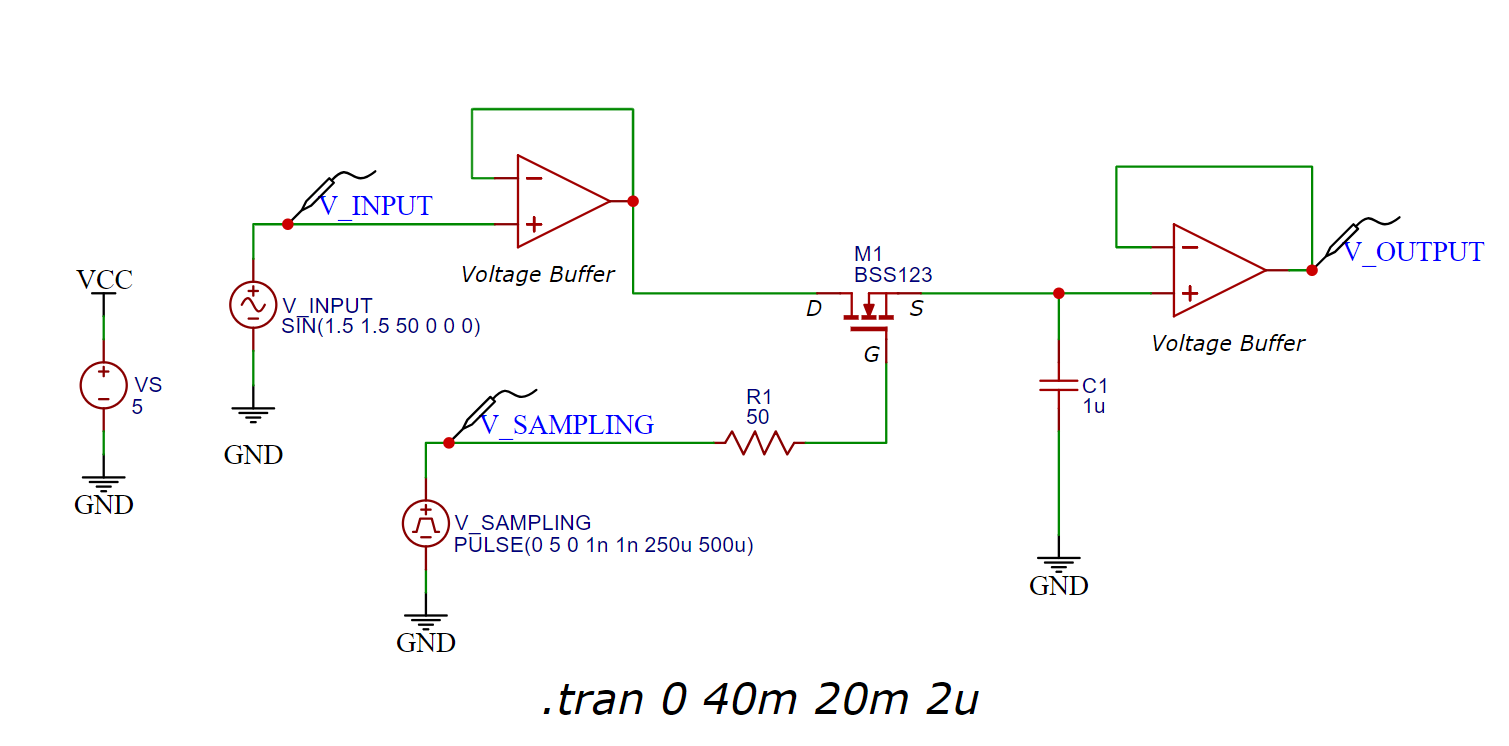 V_INPUT
Voltage Buffer
VCC
VS
5
GND
V_INPUT
SIN(1.5 1.5 50 0 0 0)
GND
M1
BSS123
D
S
G
V_OUTPUT
Voltage Buffer
V_SAMPLING
R1
50
C1
1u
V_SAMPLING
PULSE(0 5 0 1n 1n 250u 500u)
GND
GND
.tran 0 40m 20m 2u